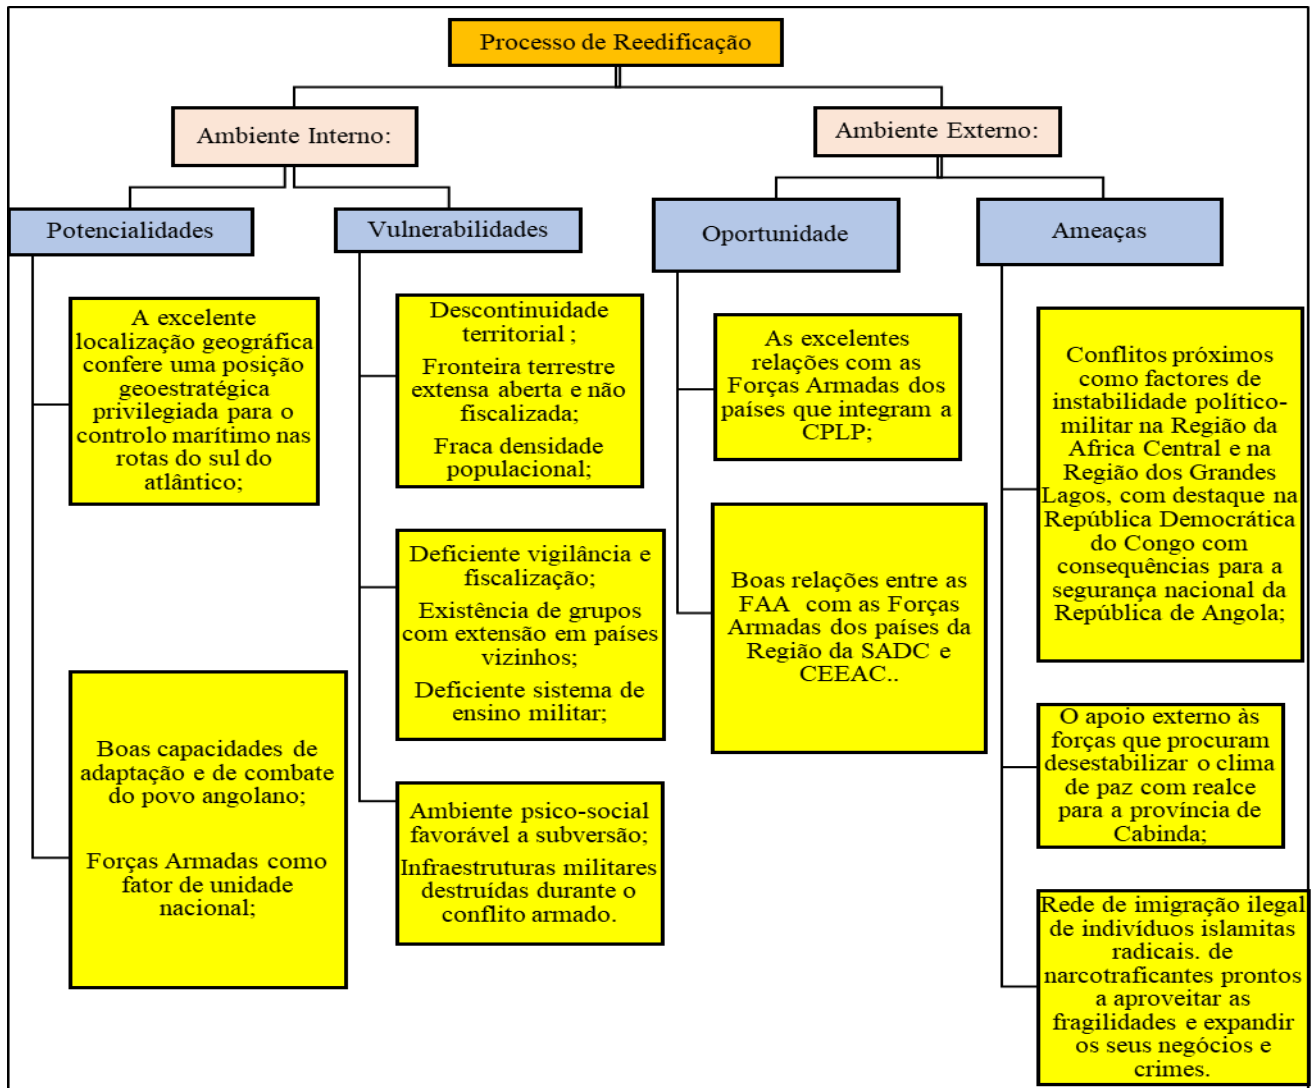 Processo de Reedificação
Ambiente Interno:
Ambiente Externo:
Potencialidades
Vulnerabilidades
Oportunidade
Ameaças
A excelente
localização geográfica
confere uma posição
geoestratégica
privilegiada para o
controlo marítimo nas
rotas do sul do
atlântico;
Boas capacidades de
adaptação e de combate
do povo angolano;
Forças Armadas como
fator de unidade
nacional;
Descontinuidade
territorial ;
Fronteira terrestre
extensa aberta e não
fiscalizada;
Fraca densidade
populacional;
Deficiente vigilância e
fiscalização;
Existência de grupos
com extensão em países
vizinhos;
Deficiente sistema de
ensino militar;
Ambiente psico-social
favorável a subversão;
Infraestruturas militares
destruídas durante o
conflito armado.
As excelentes
relações com as
Forças Armadas dos
países que integram a
CPLP;
Boas relações entre as
FAA com as Forças
Armadas dos países da
Região da SADC e
CEEAC..
Conflitos próximos
como factores de
instabilidade político-
militar na Região da
Africa Central e na
Região dos Grandes
Lagos, com destaque na
República Democrática
do Congo com
consequências para a
segurança nacional da
República de Angola;
O apoio externo às
forças que procuram
desestabilizar o clima
de paz com realce
para a província de
Cabinda;
Rede de imigração ilegal
de indivíduos islamitas
radicais. de
narcotraficantes prontos
a aproveitar as
fragilidades e expandir
os seus negócios e
crimes.